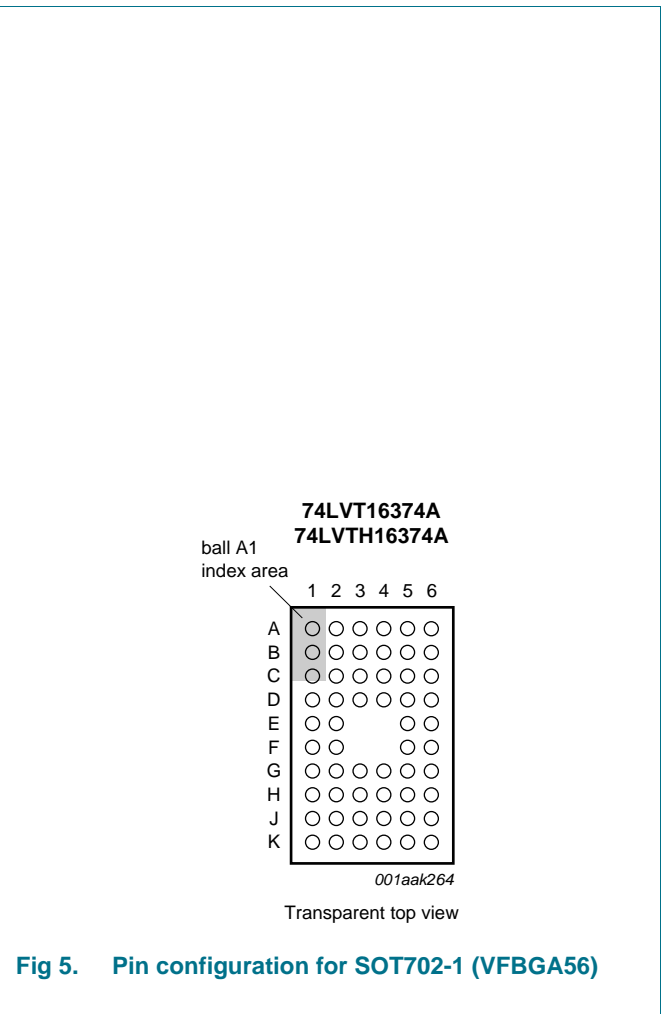 74LVT16374A
74LVTH16374A
ball A1
index area
1 2 3 4 5 6
A
B
C
D
E
F
G
H
J
K
001aak264
Transparent top view
Fig 5. Pin configuration for SOT702-1 (VFBGA56)